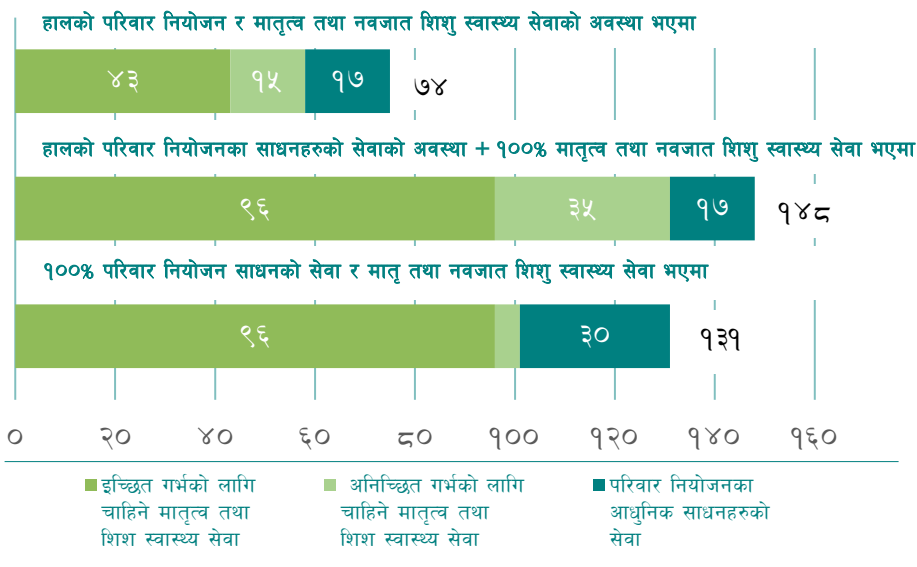 हालको परिवार नियोजन र मातृत्व तथा नवजात शिशु स्वास्थ्य सेवाको अवस्था भएमा
४३ १५ १७ ७४
हालको परिवार नियोजनका साधनहरुको सेवाको अवस्था + १००% मातृत्व तथा नवजात शिशु स्वास्थ्य सेवा भएमा
९६ ३५ १७ १४८
१००% परिवार नियोजन साधनको सेवा र मातृ तथा नवजात शिशु स्वास्थ्य सेवा भएमा
९६ ३० १३१
० २० ४० ६० ८० १०० १२० १४० १६०
इच्छित गर्भको लागि
चाहिने मातृत्व तथा
शिश स्वास्थ्य सेवा
अनिच्छित गर्भको लागि
चाहिने मातृत्व तथा
शिश स्वास्थ्य सेवा
परिवार नियोजनका
आधुनिक साधनहरुको
सेवा